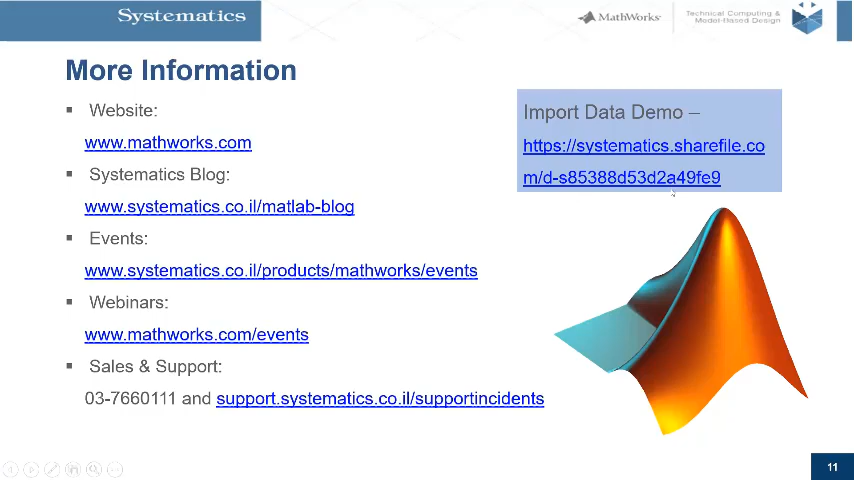 Systematics
MathWorks
Technical Computing &
Model-Based Design
More Information
▪ Website:
www.mathworks.com
▪ Systematics Blog:
www.systematics.co.il/matlab-blog
▪ Events:
www.systematics.co.il/products/mathworks/events
▪ Webinars:
www.mathworks.com/events
▪ Sales & Support:
03-7660111 and support.systematics.co.il/supportincidents
Import Data Demo –
https://systematics.sharefile.co
m/d-s85388d53d2a49fe9
11